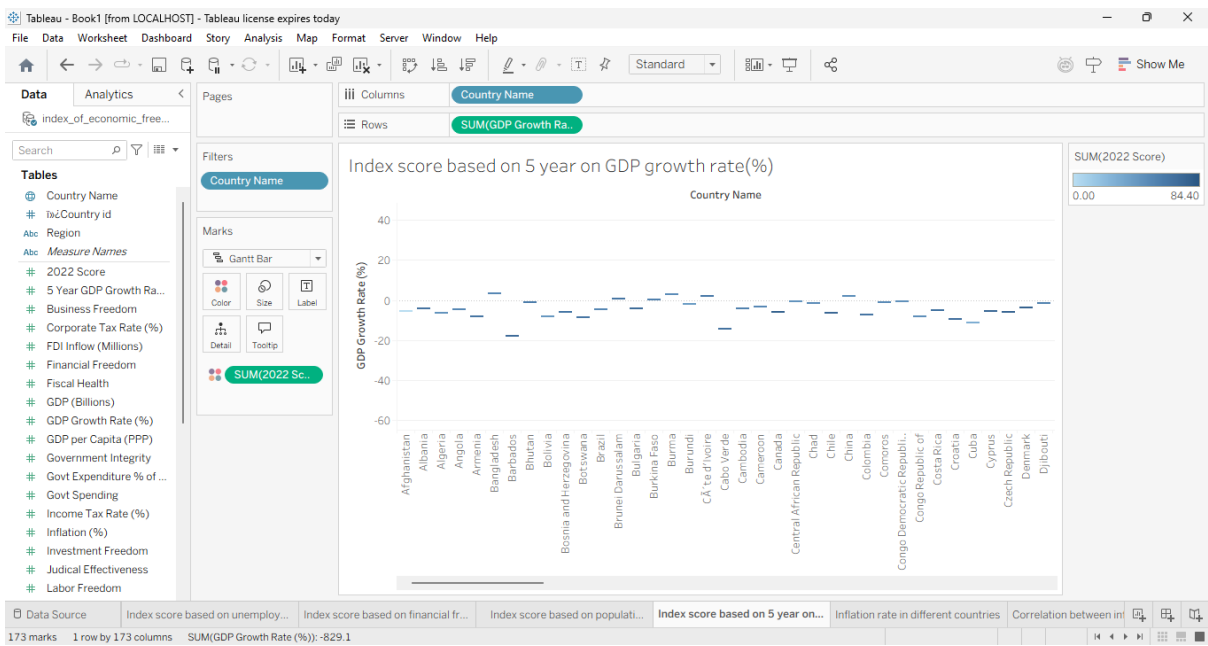 Tableau - Book1 [from LOCALHOST] - Tableau license expires today
File Data Worksheet Dashboard Story Analysis Map Format Server Window Help
Standard
Show Me
Data Analytics
index_of_economic_free...
Search
Tables
Country Name
# ï»¿Country id
Abc Region
Abc Measure Names
# 2022 Score
# 5 Year GDP Growth Ra...
# Business Freedom
# Corporate Tax Rate (%)
# FDI Inflow (Millions)
# Financial Freedom
# Fiscal Health
# GDP (Billions)
# GDP Growth Rate (%)
# GDP per Capita (PPP)
# Government Integrity
# Govt Expenditure % of ...
# Govt Spending
# Income Tax Rate (%)
# Inflation (%)
# Investment Freedom
# Judical Effectiveness
# Labor Freedom
Pages
Filters
Country Name
Marks
Gantt Bar
Color Size Label
Detail Tooltip
SUM(2022 Sc..
Columns Country Name
Rows SUM(GDP Growth Ra..
Index score based on 5 year on GDP growth rate(%)
Country Name
GDP Growth Rate (%)
40
20
0
-20
-40
-60
Afghanistan
Albania
Algeria
Angola
Armenia
Bangladesh
Barbados
Bhutan
Bolivia
Bosnia and Herzegovina
Botswana
Brazil
Brunei Darussalam
Bulgaria
Burkina Faso
Burma
Burundi
CÃ´te d'Ivoire
Cabo Verde
Cambodia
Cameroon
Canada
Central African Republic
Chad
Chile
China
Colombia
Comoros
Congo Democratic Republi..
Congo Republic of
Costa Rica
Croatia
Cuba
Cyprus
Czech Republic
Denmark
Djibouti
SUM(2022 Score)
0.00 84.40
Data Source Index score based on unemploy... Index score based on financial fr... Index score based on populati... Index score based on 5 year on... Inflation rate in different countries Correlation between inf
173 marks 1 row by 173 columns SUM(GDP Growth Rate (%)): -829.1